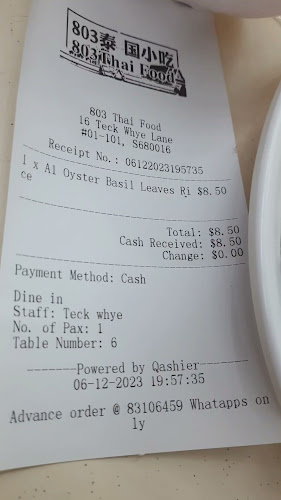 803泰国小吃
803Thai Food
803 Thai Food
16 Teck Whye Lane
#01-101, S680016
Receipt No.: 06122023195735
1 x A1 Oyster Basil Leaves Ri $8.50
ce
Total: $8.50
Cash Received: $8.50
Change: $0.00
Payment Method: Cash
Dine in
Staff: Teck whye
No. of Pax: 1
Table Number: 6
--------Powered by Qashier--------
06-12-2023 19:57:35
Advance order @ 83106459 Whatapps on
ly